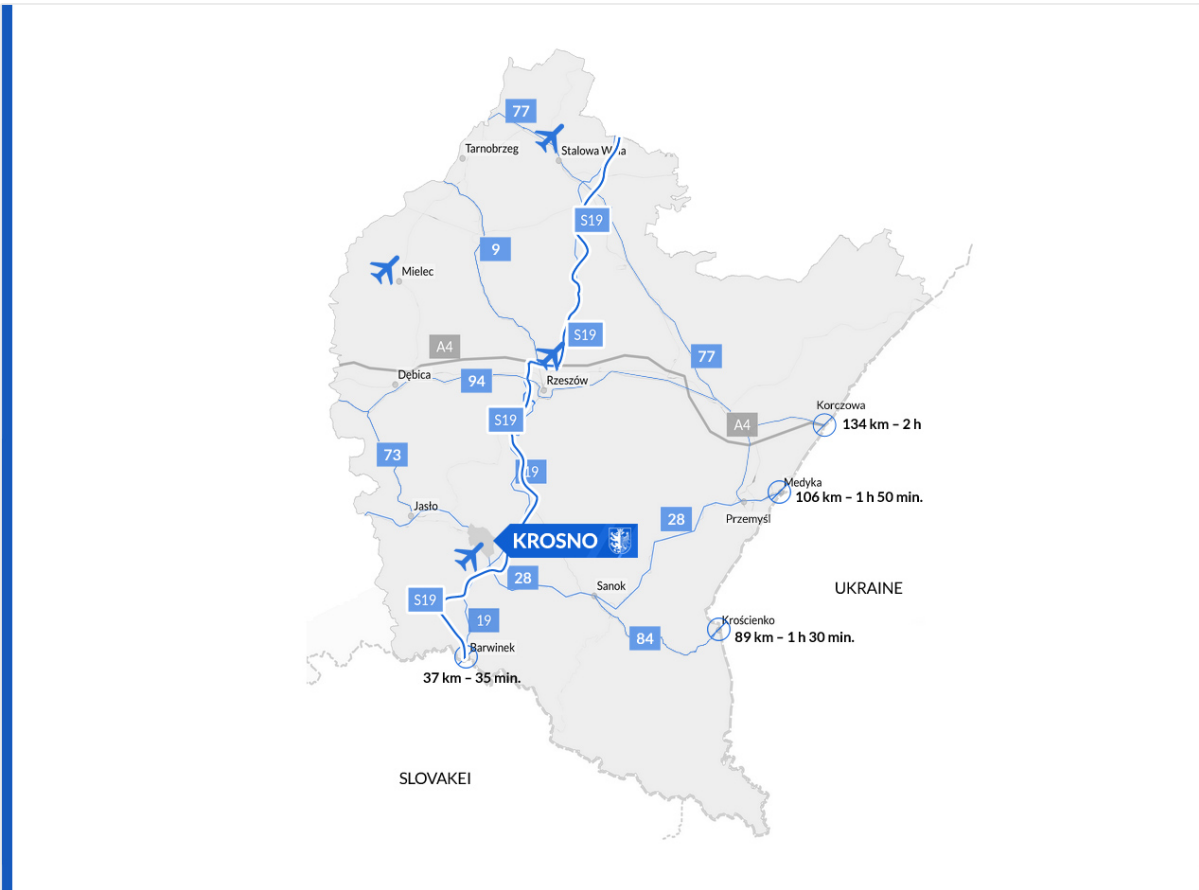 77
Tarnobrzeg
Stalowa Wola
S19
9
Mielec
S19
A4
77
Dębica
94
Rzeszów
Korczowa
S19
A4
134 km – 2 h
73
19
Medyka
106 km – 1 h 50 min.
Jasło
28
Przemyśl
KROSNO
28
Sanok
UKRAINE
S19
19
Krościenko
84
89 km – 1 h 30 min.
Barwinek
37 km – 35 min.
SLOVAKEI